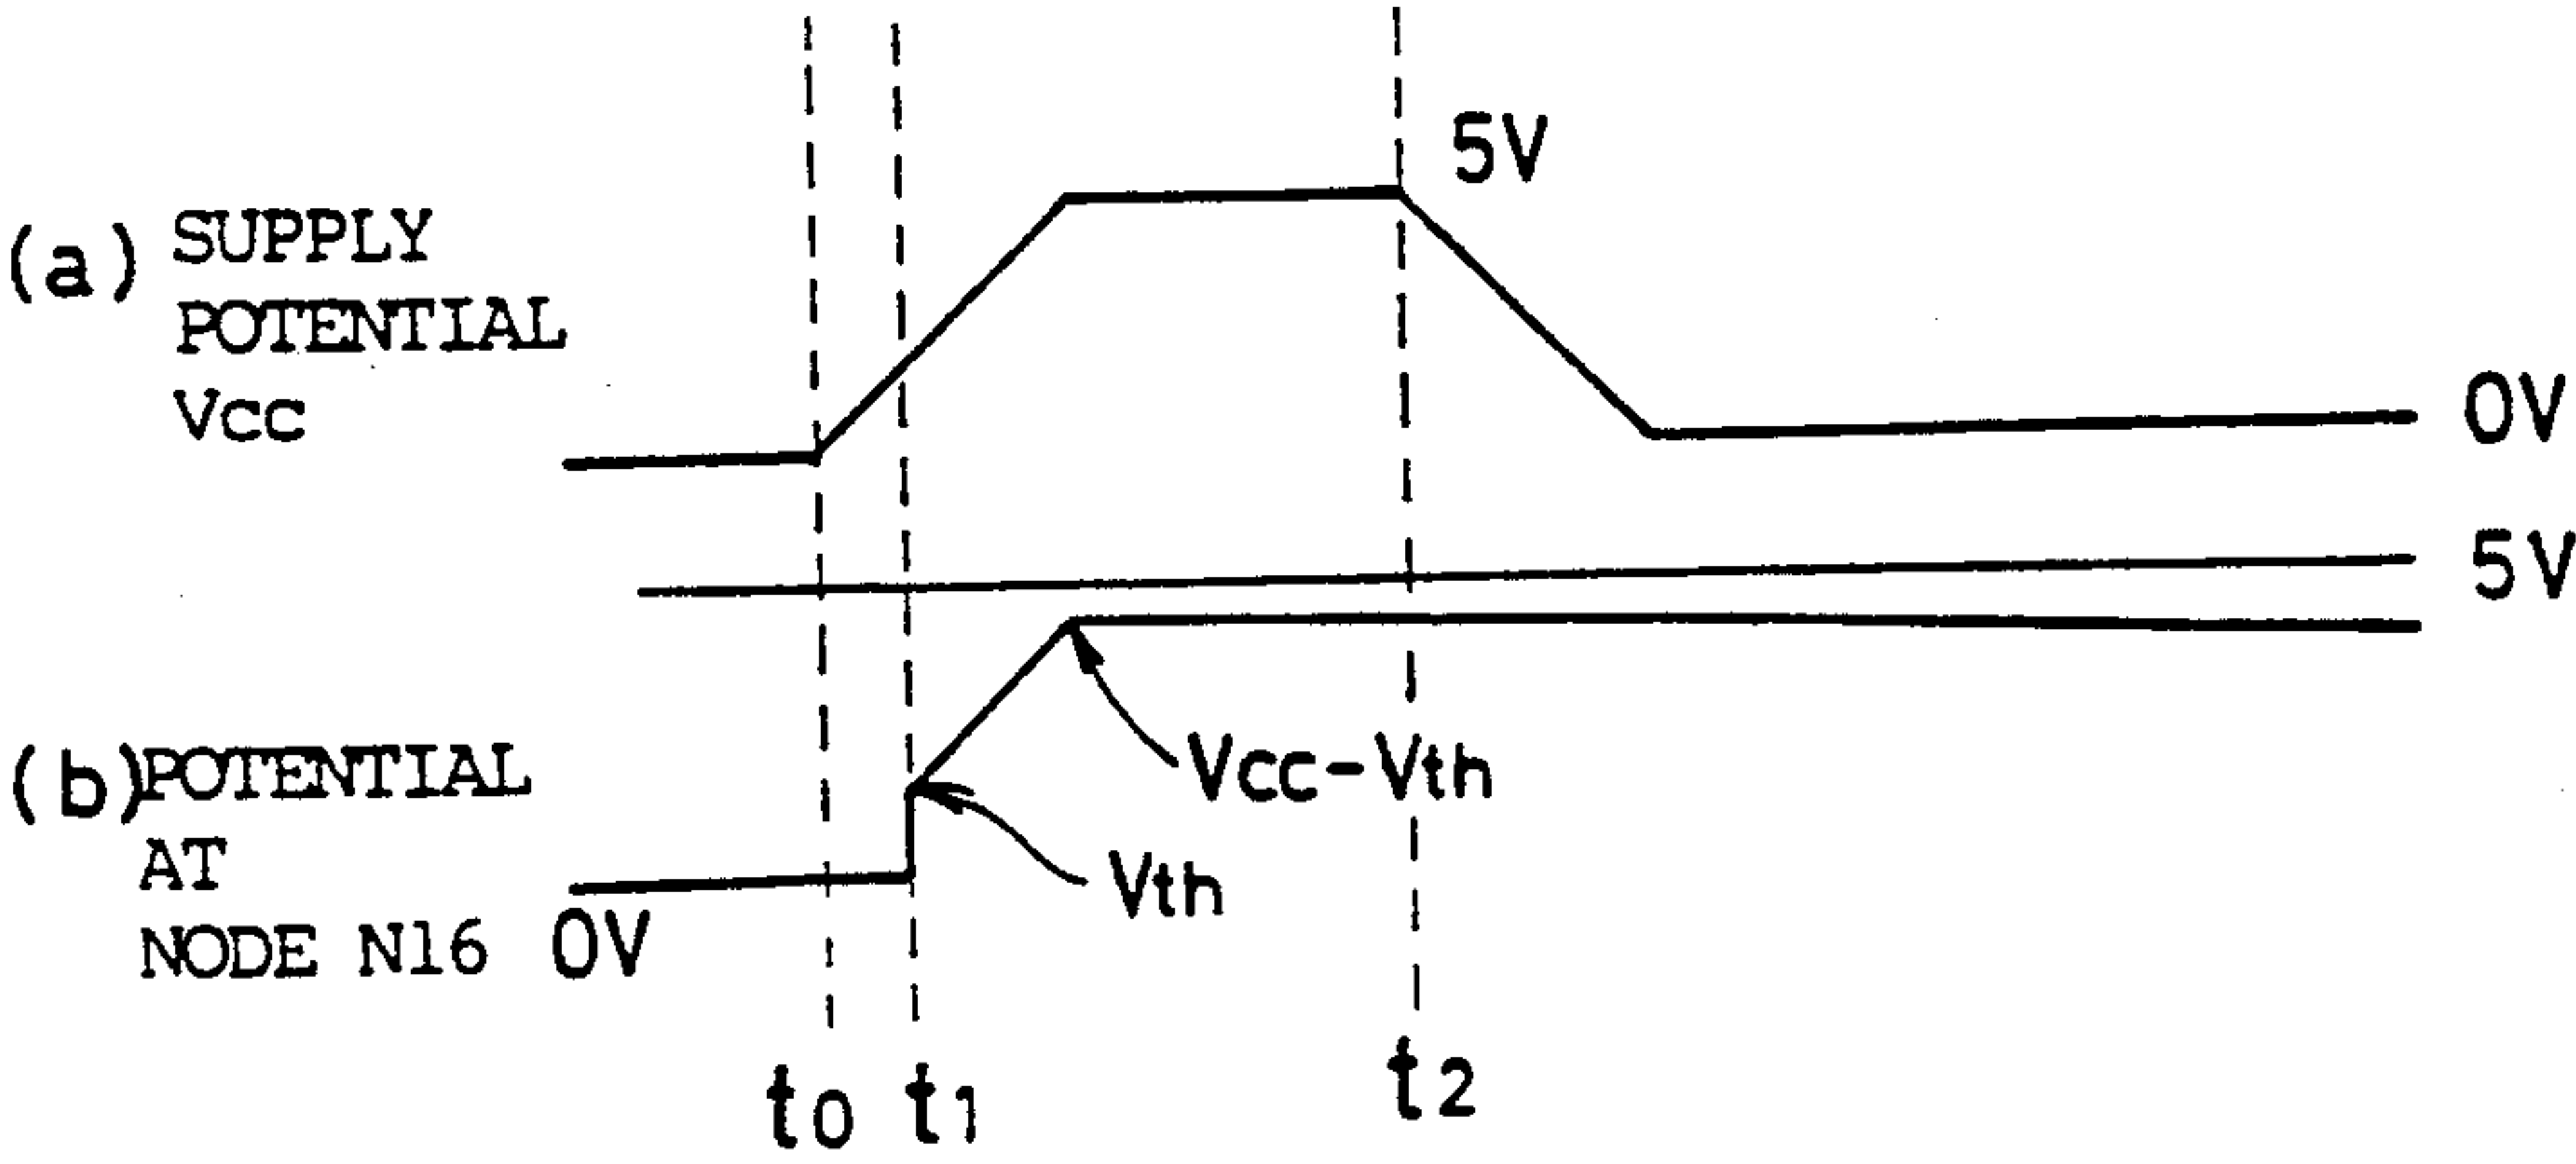 5V
(a) SUPPLY
POTENTIAL
Vcc
0V
5V
(b) POTENTIAL
AT
NODE N16
0V
Vcc-Vth
Vth
t0 t1 t2